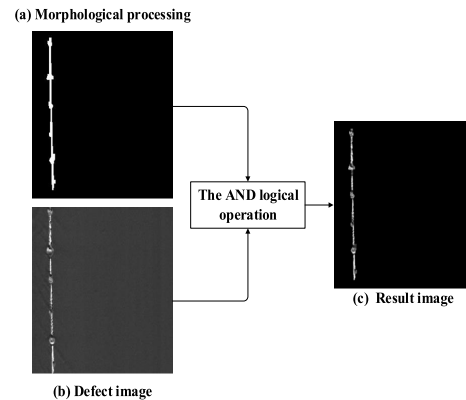 (a) Morphological processing
The AND logical
operation
(c) Result image
(b) Defect image